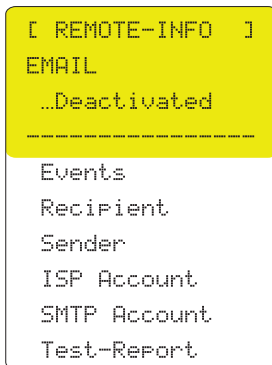 [ REMOTE-INFO ]
EMAIL
…Deactivated
----------------
Events
Recipient
Sender
ISP Account
SMTP Account
Test-Report